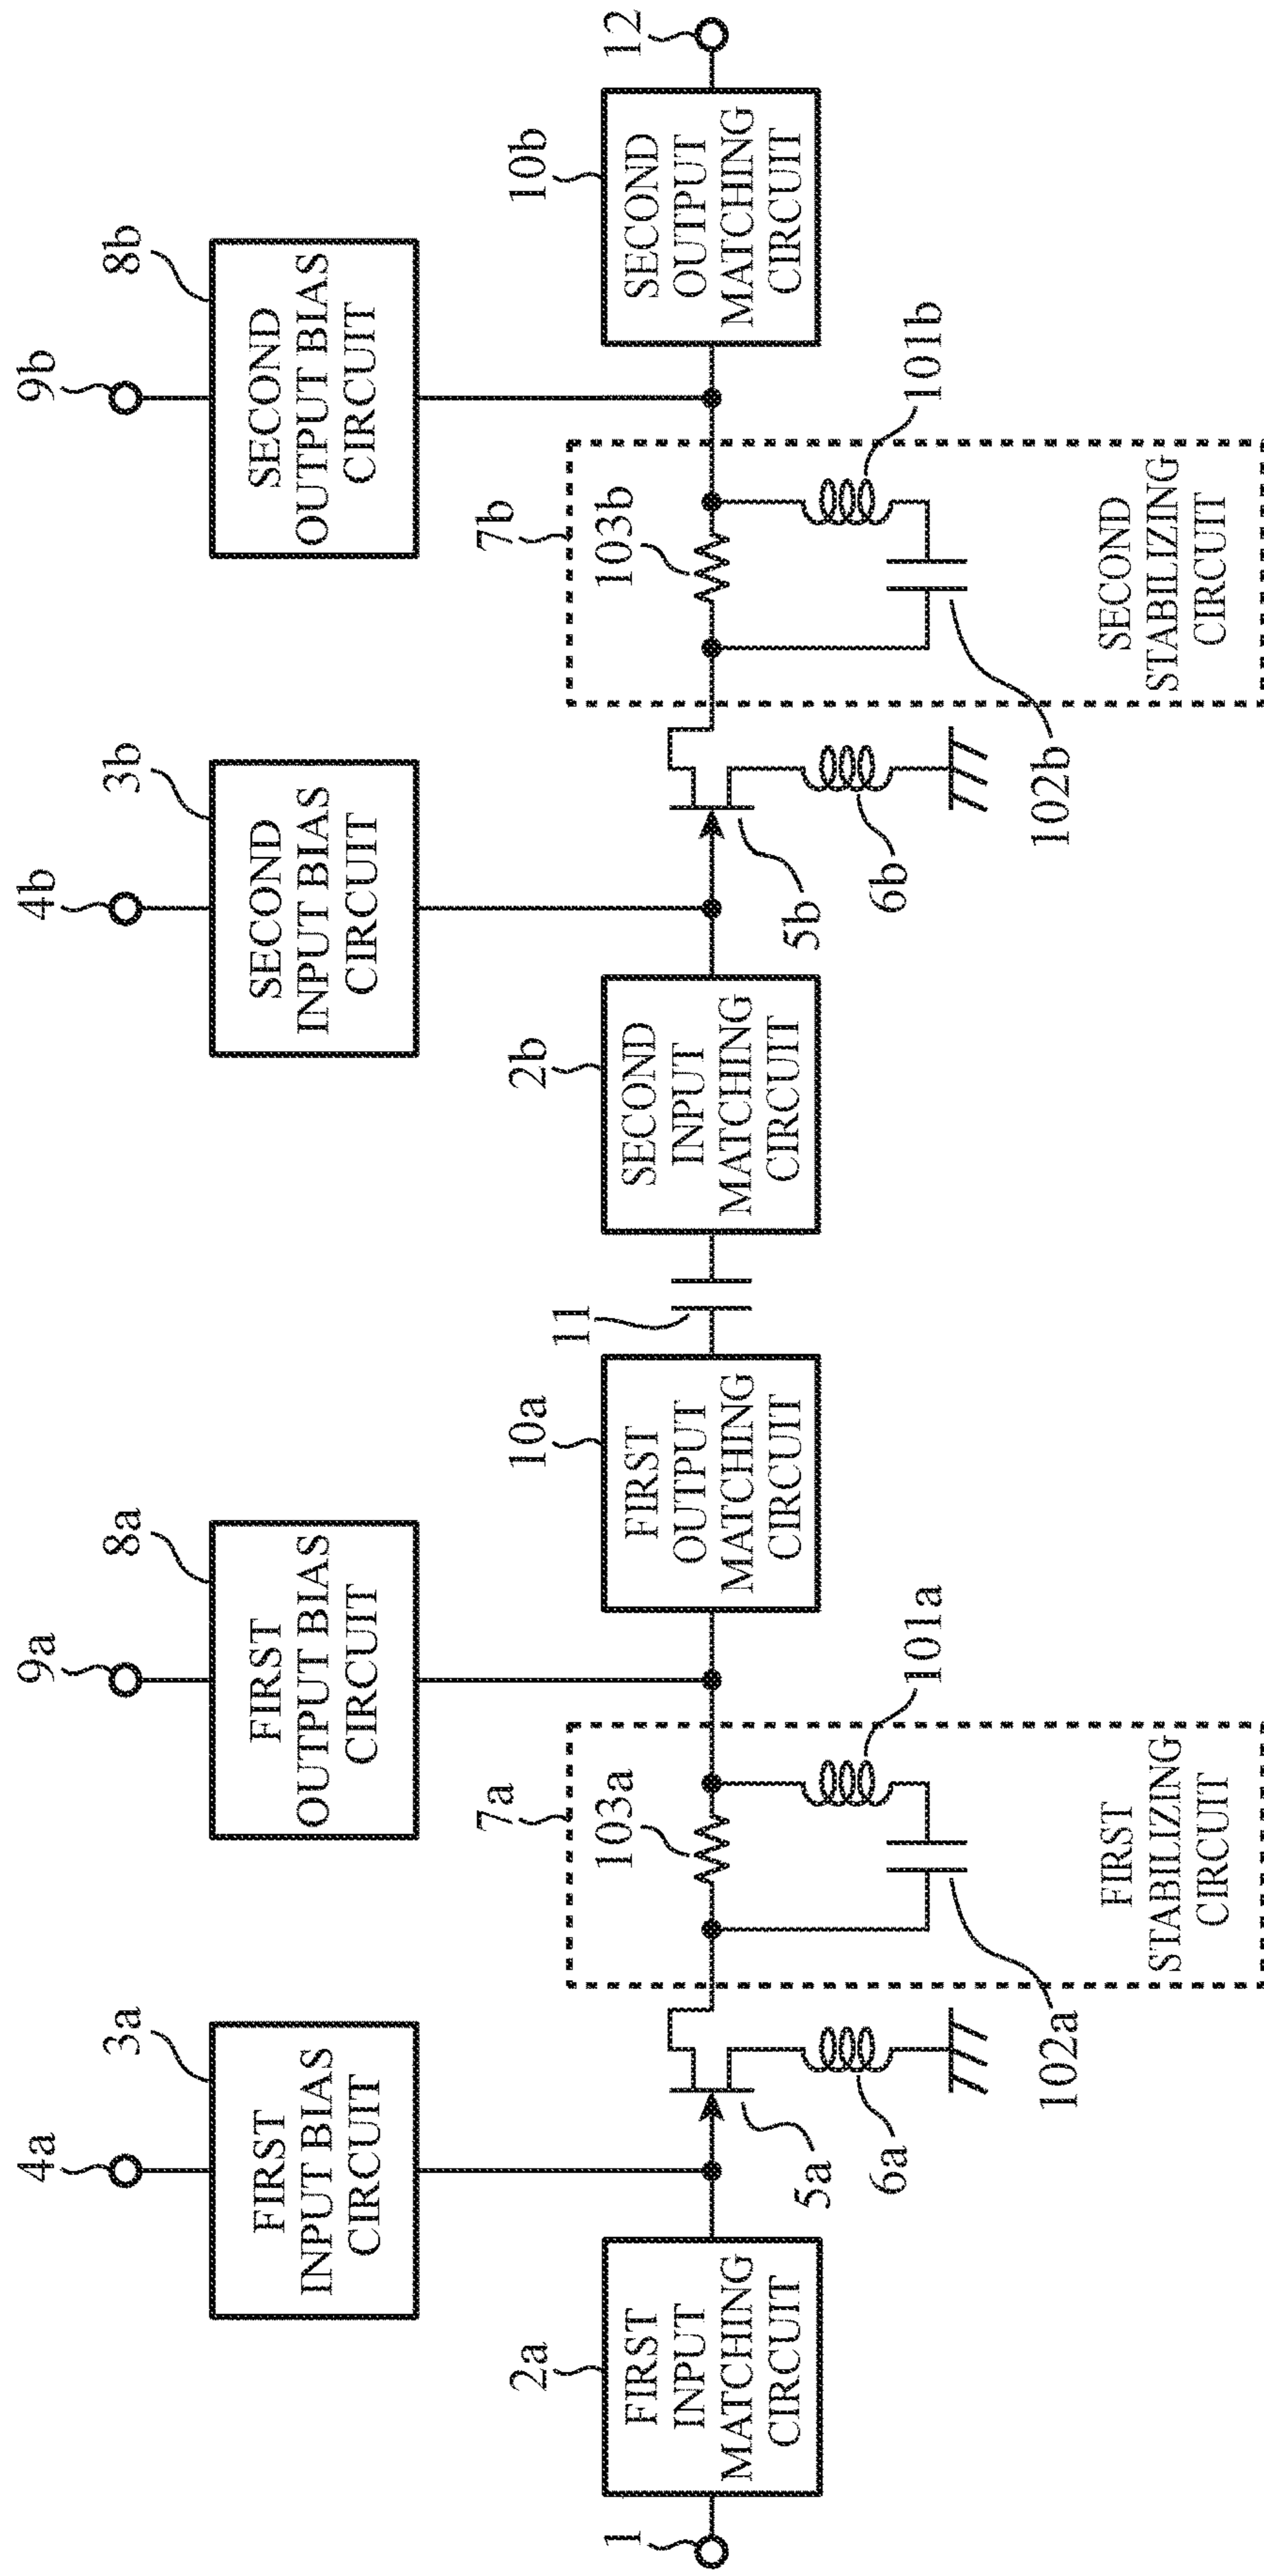 4a
3a
FIRST
INPUT BIAS
CIRCUIT
9a
8a
FIRST
OUTPUT BIAS
CIRCUIT
4b
3b
SECOND
INPUT BIAS
CIRCUIT
9b
8b
SECOND
OUTPUT BIAS
CIRCUIT
1
2a
FIRST
INPUT
MATCHING
CIRCUIT
5a
6a
7a
103a
101a
102a
FIRST
STABILIZING
CIRCUIT
10a
FIRST
OUTPUT
MATCHING
CIRCUIT
11
2b
SECOND
INPUT
MATCHING
CIRCUIT
5b
6b
7b
103b
101b
102b
SECOND
STABILIZING
CIRCUIT
10b
SECOND
OUTPUT
MATCHING
CIRCUIT
12